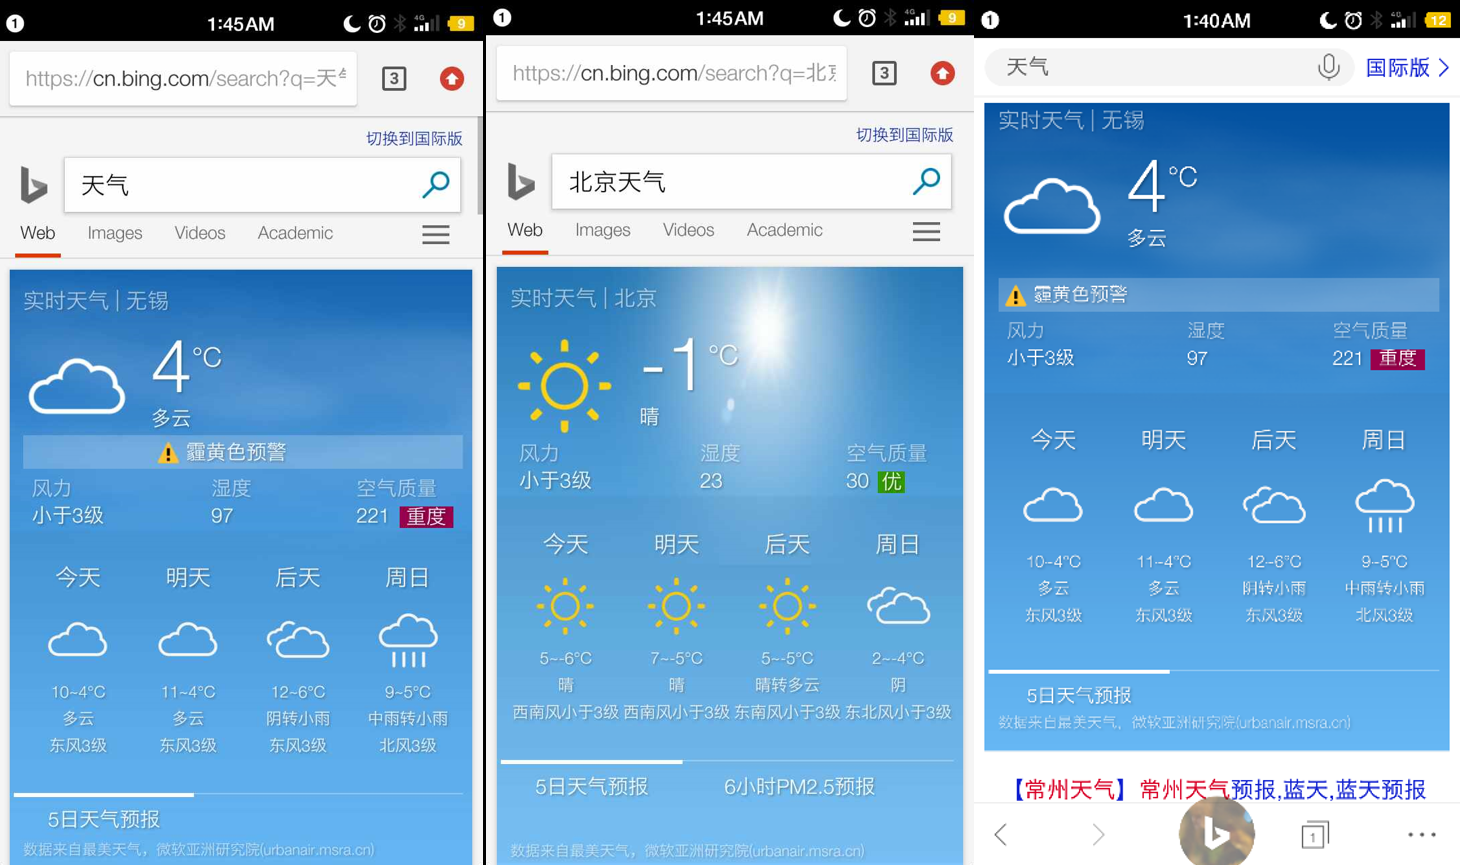 1
1:45AM
4G
9
https://cn.bing.com/search?q=天
3
切换到国际版
天气
Web Images Videos Academic
实时天气 | 无锡
4℃
多云
霾黄色预警
风力 湿度 空气质量
小于3级 97 221 重度
今天 明天 后天 周日
10~4°C 11~4°C 12~6°C 9~5°C
多云 多云 阴转小雨 中雨转小雨
东风3级 东风3级 东风3级 北风3级
5日天气预报
数据来自最美天气，微软亚洲研究院(urbanair.msra.cn)
1
1:45AM
4G
9
https://cn.bing.com/search?q=北京
3
切换到国际版
北京天气
Web Images Videos Academic
实时天气 | 北京
-1℃
晴
风力 湿度 空气质量
小于3级 23 30 优
今天 明天 后天 周日
5~-6°C 7~-5°C 5~-5°C 2~-4°C
晴 晴 晴转多云 阴
西南风小于3级 西南风小于3级 东南风小于3级 东北风小于3级
5日天气预报 6小时PM2.5预报
数据来自最美天气，微软亚洲研究院(urbanair.msra.cn)
1
1:40AM
4G
12
天气
国际版
实时天气 | 无锡
4℃
多云
霾黄色预警
风力 湿度 空气质量
小于3级 97 221 重度
今天 明天 后天 周日
10~4°C 11~4°C 12~6°C 9~5°C
多云 多云 阴转小雨 中雨转小雨
东风3级 东风3级 东风3级 北风3级
5日天气预报
数据来自最美天气，微软亚洲研究院(urbanair.msra.cn)
【常州天气】常州天气预报,蓝天,蓝天预报
1